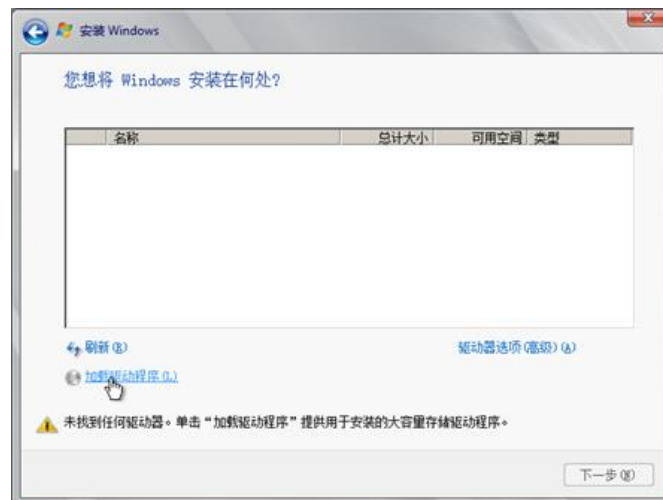 安装 Windows
您想将 Windows 安装在何处?
名称 总计大小 可用空间 类型
刷新(R)
驱动器选项(高级)(A)
加载驱动程序(L)
未找到任何驱动器。单击“加载驱动程序”提供用于安装的大容量存储驱动程序。
下一步(N)